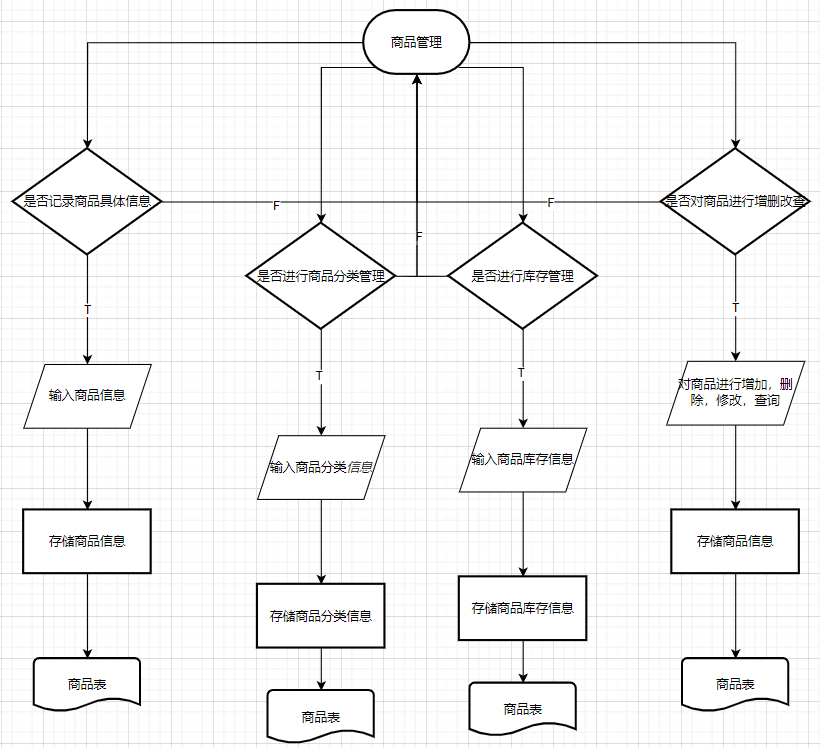 商品管理
是否记录商品具体信息
F
F
是否对商品进行增删改查
F
是否进行商品分类管理
是否进行库存管理
T
T
T
T
输入商品信息
对商品进行增加，删
除，修改，查询
输入商品分类信息
输入商品库存信息
存储商品信息
存储商品信息
存储商品分类信息
存储商品库存信息
商品表
商品表
商品表
商品表